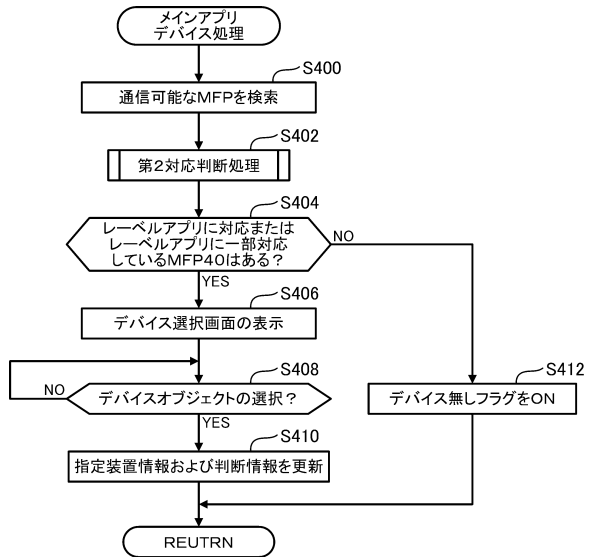 メインアプリ
デバイス処理
S400
通信可能なMFPを検索
S402
第2対応判断処理
S404
レーベルアプリに対応または
レーベルアプリに一部対応
しているMFP40はある？
NO
YES
S406
デバイス選択画面の表示
S408
NO
デバイスオブジェクトの選択？
YES
S412
デバイス無しフラグをON
S410
指定装置情報および判断情報を更新
REUTRN